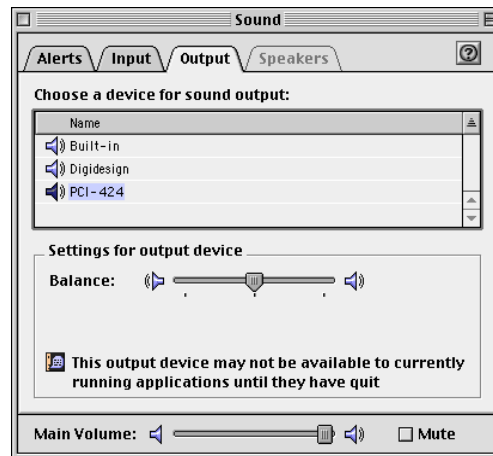 Sound
Alerts Input Output Speakers ?
Choose a device for sound output:
Name
Built-in
Digidesign
PCI-424
Settings for output device
Balance:
This output device may not be available to currently
running applications until they have quit
Main Volume: Mute